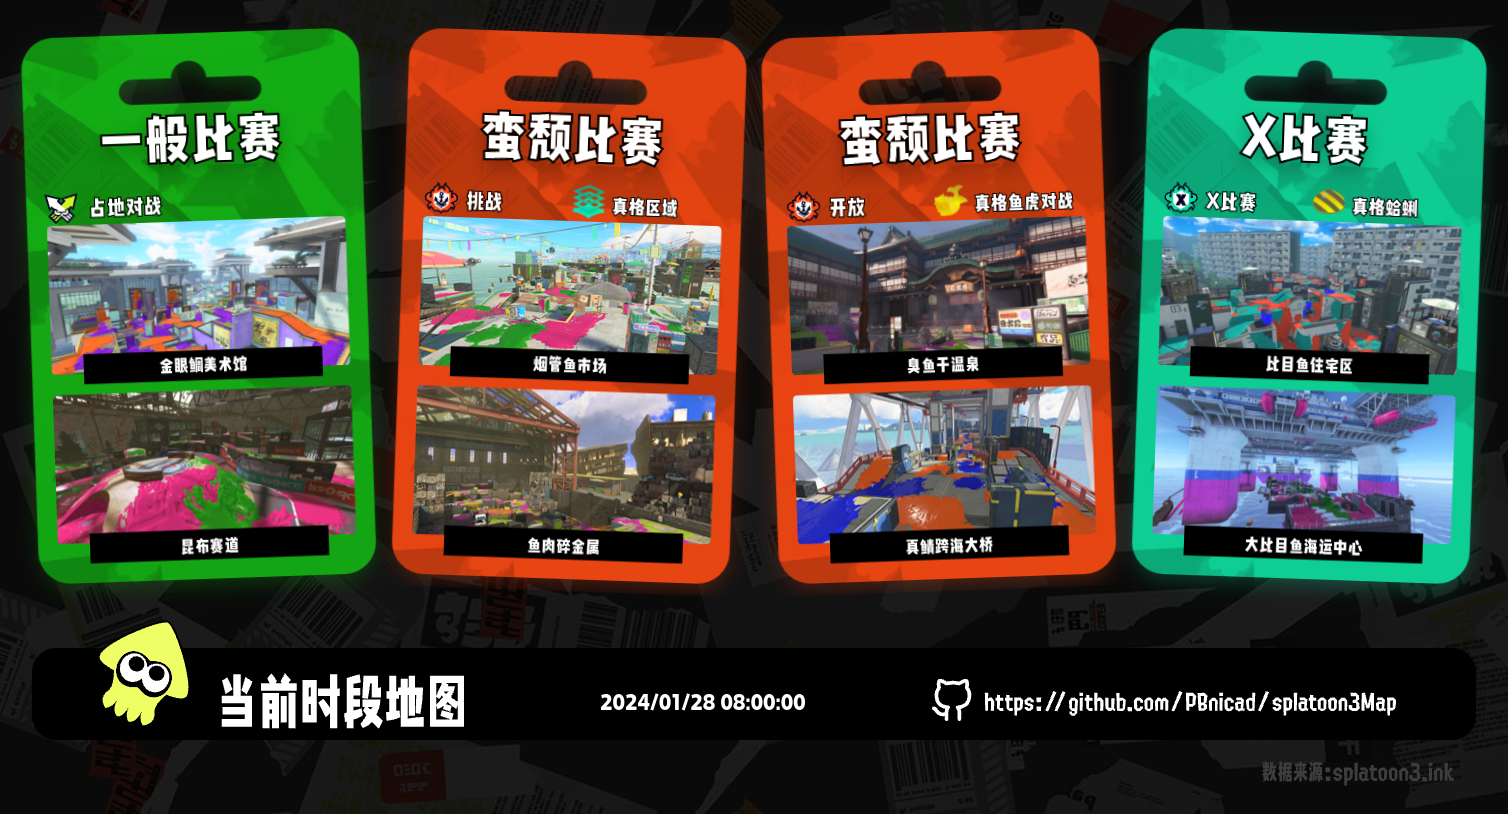 一般比赛
占地对战
金眼鲷美术馆
昆布赛道
蛮颓比赛
挑战
真格区域
烟管鱼市场
鱼肉碎金属
蛮颓比赛
开放
真格鱼虎对战
臭鱼干温泉
真鲭跨海大桥
X比赛
X比赛
真格蛤蜊
比目鱼住宅区
大比目鱼海运中心
当前时段地图
2024/01/28 08:00:00
https://github.com/PBnicad/splatoon3Map
数据来源:splatoon3.ink